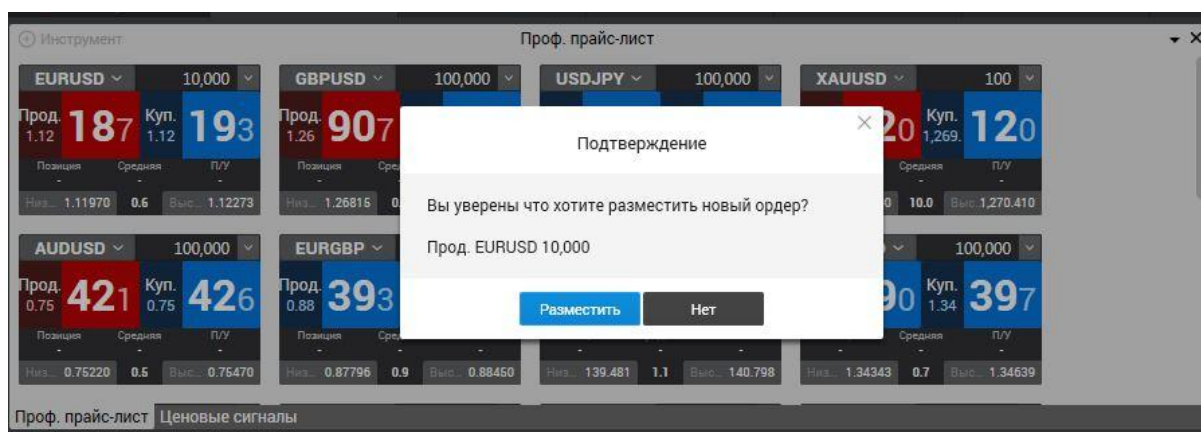 Инструмент
Проф. прайс-лист
EURUSD 10,000
GBPUSD 100,000
USDJPY 100,000
XAUUSD 100
Прод. 1.12 187 Куп. 1.12 193
Прод. 1.26 907
20 Куп. 1,269. 120
Позиция Средняя П/У
Позиция
Средняя П/У
Низ... 1.11970 0.6 Выс... 1.12273
Низ... 1.26815
10.0 Выс... 1,270.410
Подтверждение
Вы уверены что хотите разместить новый ордер?
Прод. EURUSD 10,000
Разместить Нет
AUDUSD 100,000
EURGBP
100,000
Прод. 0.75 421 Куп. 0.75 426
Прод. 0.88 393
90 Куп. 1.34 397
Позиция Средняя П/У
Позиция
Средняя П/У
Низ... 0.75220 0.5 Выс... 0.75470
Низ... 0.87796 0.9 Выс... 0.88450
Низ... 139.481 1.1 Выс... 140.798
Низ... 1.34343 0.7 Выс... 1.34639
Проф. прайс-лист Ценовые сигналы